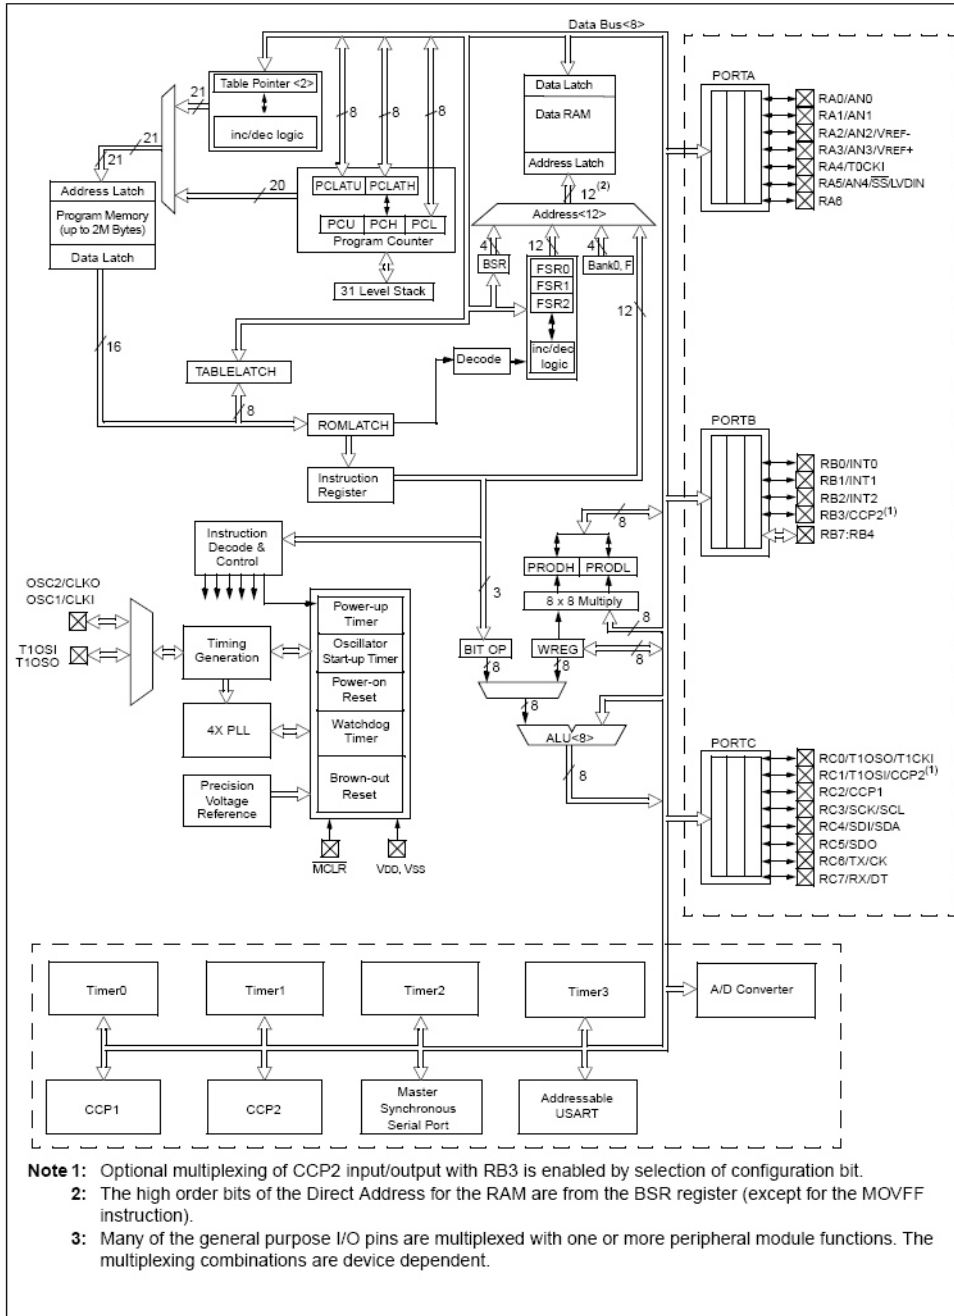 Data Bus<8>
PORTA
21
Table Pointer <2>
inc/dec logic
8
8
8
Data Latch
Data RAM
Address Latch
RA0/AN0
RA1/AN1
RA2/AN2/VREF-
RA3/AN3/VREF+
RA4/T0CKI
RA5/AN4/SS/LVDIN
RA6
21
21
20
PCLATU PCLATH
PCU PCH PCL
Program Counter
12(2)
Address<12>
Address Latch
Program Memory
(up to 2M Bytes)
Data Latch
31 Level Stack
4
12
4
BSR
FSR0
FSR1
FSR2
Bank0, F
12
inc/dec
logic
16
TABLELATCH
Decode
8
ROMLATCH
Instruction
Register
PORTB
RB0/INT0
RB1/INT1
RB2/INT2
RB3/CCP2(1)
RB7:RB4
Instruction
Decode &
Control
8
PRODH PRODL
3
8 x 8 Multiply
8
OSC2/CLKO
OSC1/CLKI
T1OSI
T1OSO
Timing
Generation
Power-up
Timer
Oscillator
Start-up Timer
Power-on
Reset
Watchdog
Timer
Brown-out
Reset
4X PLL
Precision
Voltage
Reference
MCLR
VDD, VSS
BIT OP
WREG
8
8
8
8
ALU<8>
8
PORTC
RC0/T1OSO/T1CKI
RC1/T1OSI/CCP2(1)
RC2/CCP1
RC3/SCK/SCL
RC4/SDI/SDA
RC5/SDO
RC6/TX/CK
RC7/RX/DT
Timer0
Timer1
Timer2
Timer3
A/D Converter
CCP1
CCP2
Master
Synchronous
Serial Port
Addressable
USART
Note 1: Optional multiplexing of CCP2 input/output with RB3 is enabled by selection of configuration bit.
2: The high order bits of the Direct Address for the RAM are from the BSR register (except for the MOVFF
instruction).
3: Many of the general purpose I/O pins are multiplexed with one or more peripheral module functions. The
multiplexing combinations are device dependent.